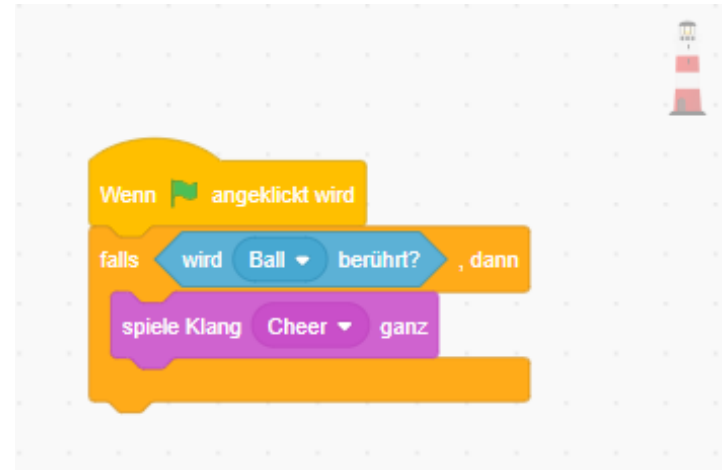 Wenn angeklickt wird
falls wird Ball berührt? , dann
spiele Klang Cheer ganz